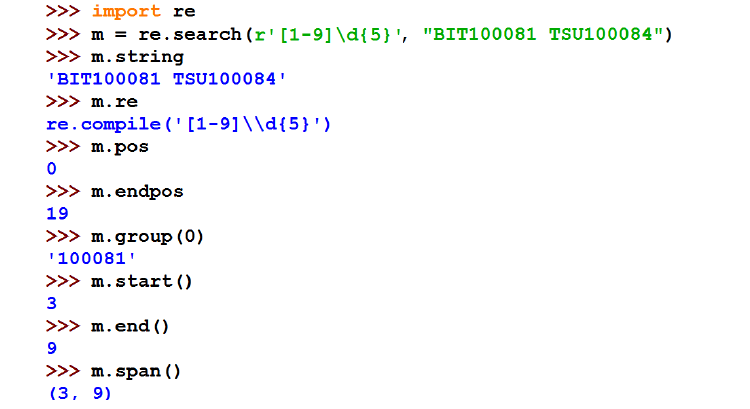 >>> import re
>>> m = re.search(r'[1-9]\d{5}', "BIT100081 TSU100084")
>>> m.string
'BIT100081 TSU100084'
>>> m.re
re.compile('[1-9]\\d{5}')
>>> m.pos
0
>>> m.endpos
19
>>> m.group(0)
'100081'
>>> m.start()
3
>>> m.end()
9
>>> m.span()
(3, 9)